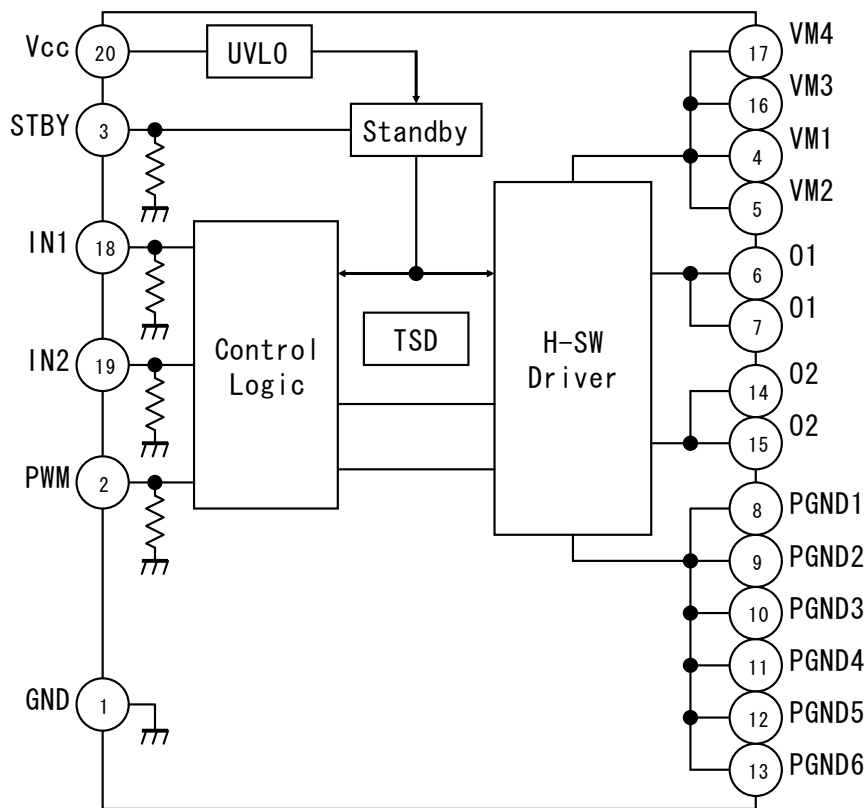 Vcc
20
UVLO
STBY
3
Standby
IN1
18
IN2
19
PWM
2
GND
1
Control
Logic
TSD
H-SW
Driver
17
VM4
16
VM3
4
VM1
5
VM2
6
O1
7
O1
14
O2
15
O2
8
PGND1
9
PGND2
10
PGND3
11
PGND4
12
PGND5
13
PGND6